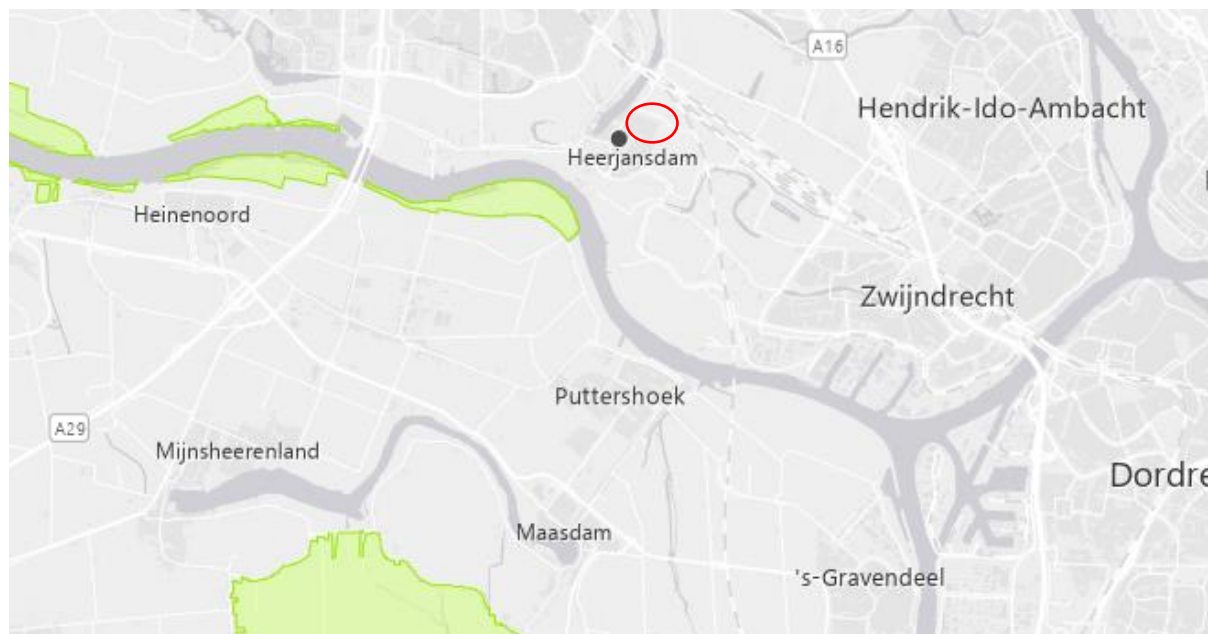 A16
Hendrik-Ido-Ambacht
Heerjansdam
Heinenoord
Zwijndrecht
Puttershoek
A29
Mijnsheerenland
Dordre
Maasdam
's-Gravendeel